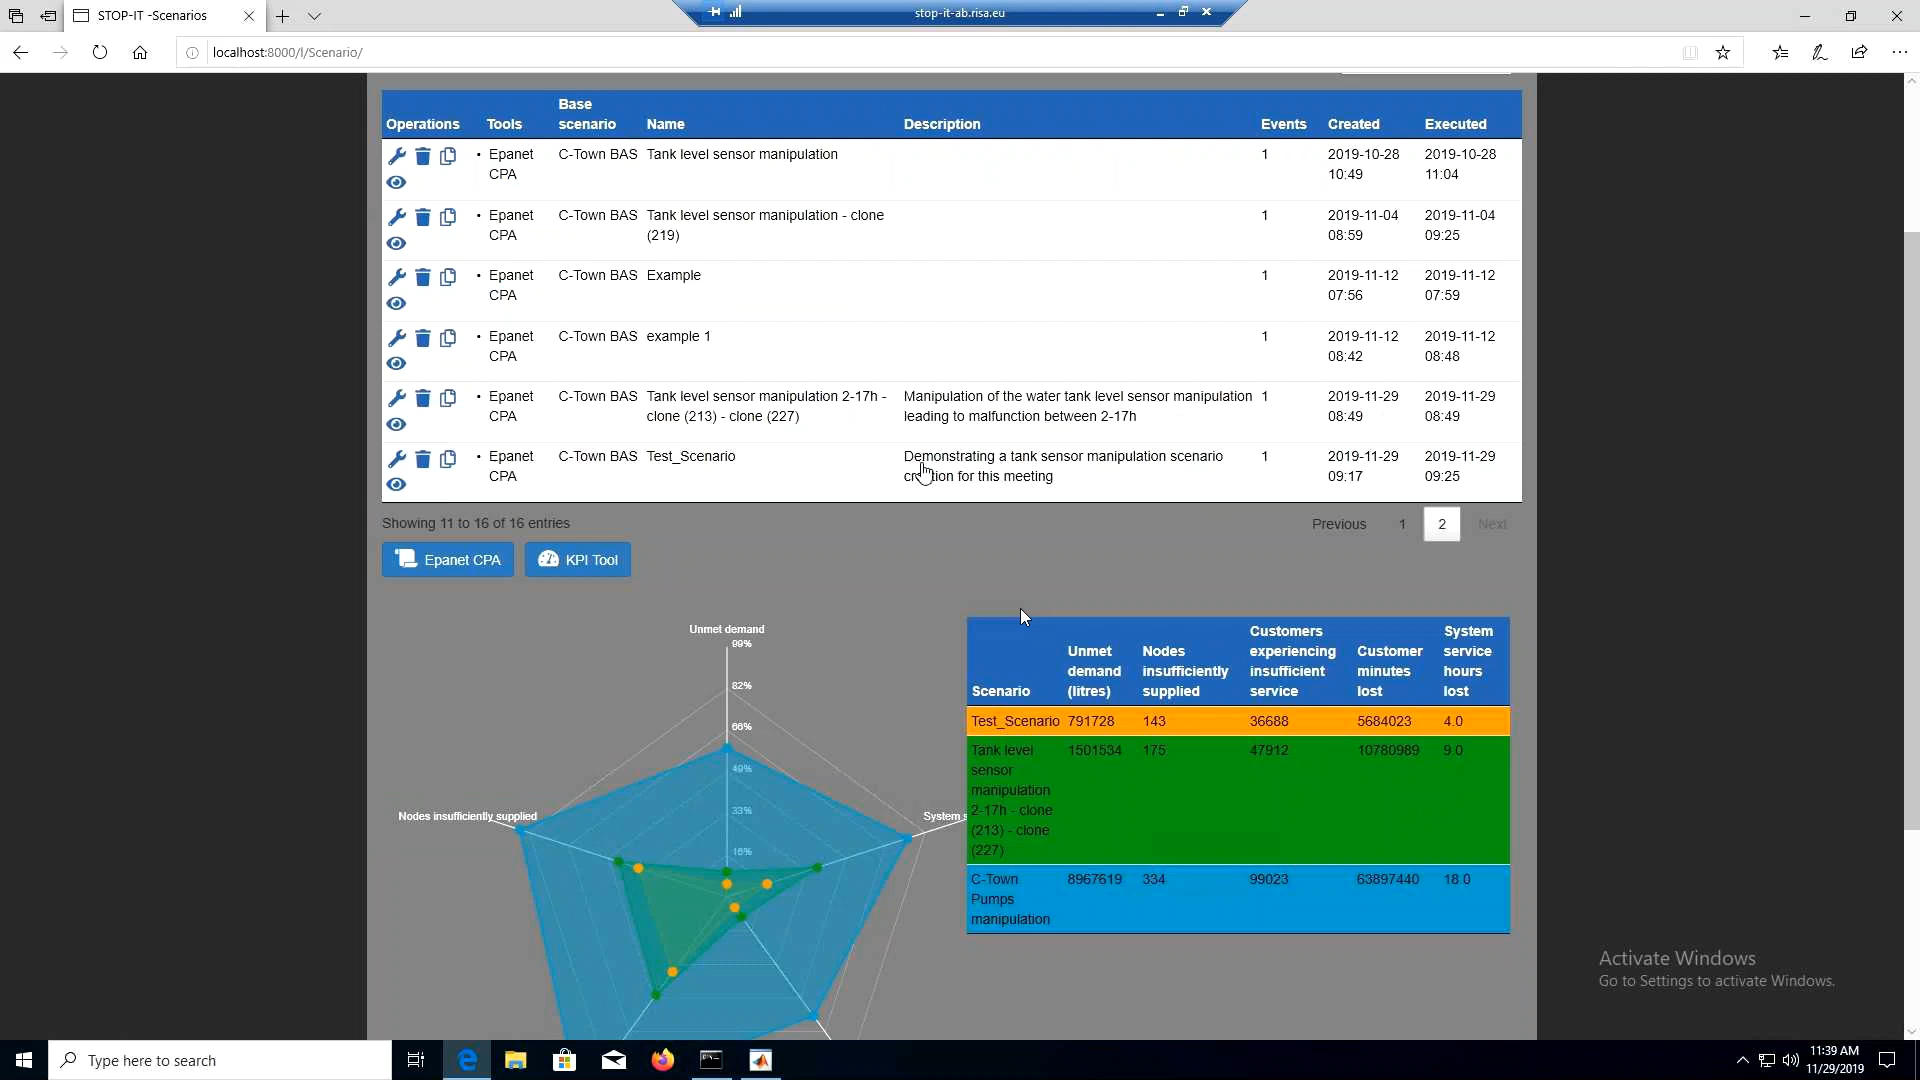 STOP-IT -Scenarios
stop-it-ab.risa.eu
localhost:8000/l/Scenario/
Operations Tools Base scenario Name Description Events Created Executed
Epanet CPA C-Town BAS Tank level sensor manipulation 1 2019-10-28 10:49 2019-10-28 11:04
Epanet CPA C-Town BAS Tank level sensor manipulation - clone (219) 1 2019-11-04 08:59 2019-11-04 09:25
Epanet CPA C-Town BAS Example 1 2019-11-12 07:56 2019-11-12 07:59
Epanet CPA C-Town BAS example 1 1 2019-11-12 08:42 2019-11-12 08:48
Epanet CPA C-Town BAS Tank level sensor manipulation 2-17h - clone (213) - clone (227) Manipulation of the water tank level sensor manipulation leading to malfunction between 2-17h 1 2019-11-29 08:49 2019-11-29 08:49
Epanet CPA C-Town BAS Test_Scenario Demonstrating a tank sensor manipulation scenario creation for this meeting 1 2019-11-29 09:17 2019-11-29 09:25
Showing 11 to 16 of 16 entries
Previous 1 2 Next
Epanet CPA KPI Tool
Unmet demand
99%
82%
66%
49%
33%
16%
Nodes insufficiently supplied
System s
Scenario Unmet demand (litres) Nodes insufficiently supplied Customers experiencing insufficient service Customer minutes lost System service hours lost
Test_Scenario 791728 143 36688 5684023 4.0
Tank level sensor manipulation 2-17h - clone (213) - clone (227) 1501534 175 47912 10780989 9.0
C-Town Pumps manipulation 8967619 334 99023 63897440 18.0
Activate Windows
Go to Settings to activate Windows.
Type here to search
11:39 AM
11/29/2019